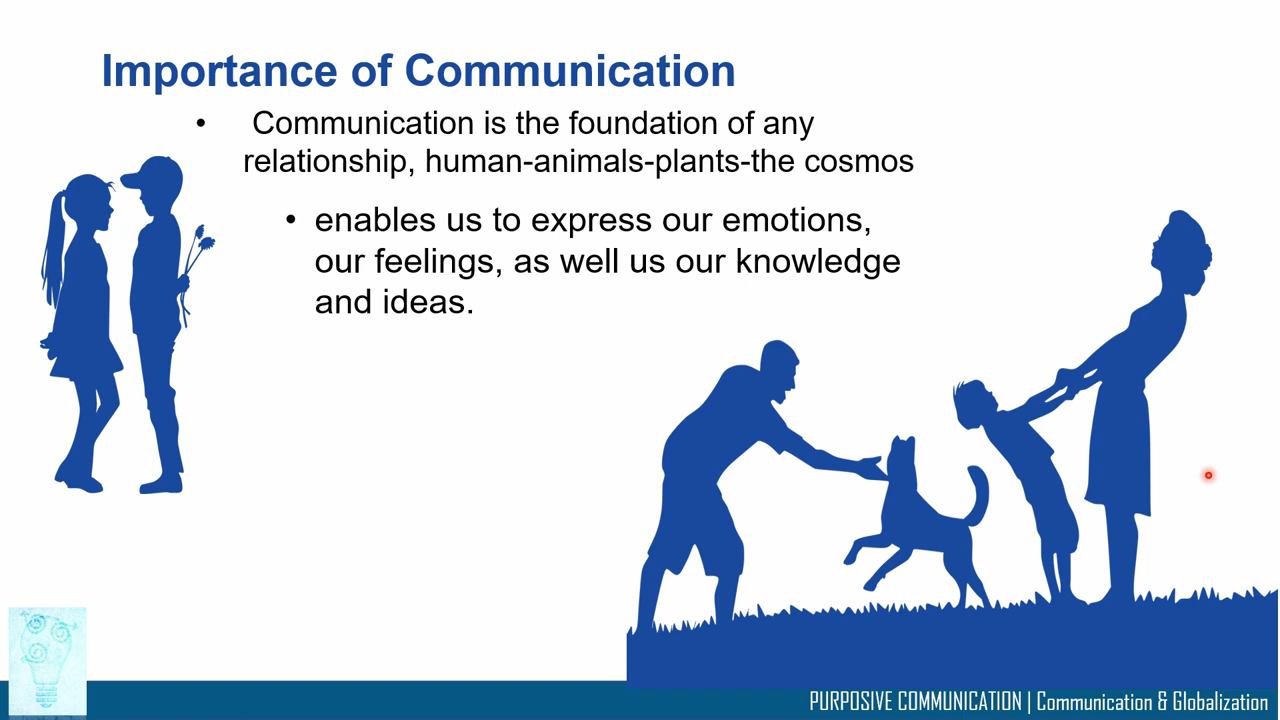 Importance of Communication
• Communication is the foundation of any
relationship, human-animals-plants-the cosmos
• enables us to express our emotions,
our feelings, as well us our knowledge
and ideas.
PURPOSIVE COMMUNICATION | Communication & Globalization